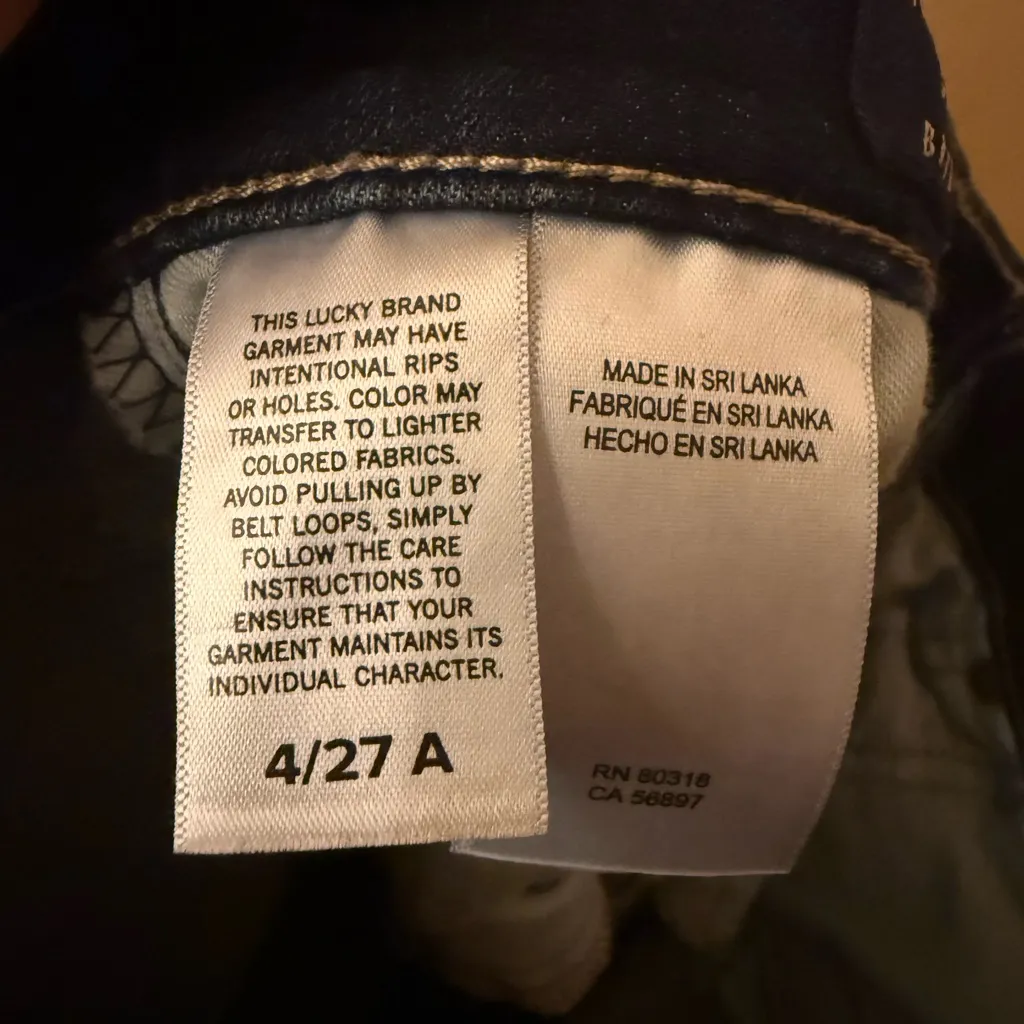 THIS LUCKY BRAND
GARMENT MAY HAVE
INTENTIONAL RIPS
OR HOLES. COLOR MAY
TRANSFER TO LIGHTER
COLORED FABRICS.
AVOID PULLING UP BY
BELT LOOPS, SIMPLY
FOLLOW THE CARE
INSTRUCTIONS TO
ENSURE THAT YOUR
GARMENT MAINTAINS ITS
INDIVIDUAL CHARACTER.
4/27 A
MADE IN SRI LANKA
FABRIQUÉ EN SRI LANKA
HECHO EN SRI LANKA
RN 80318
CA 56897